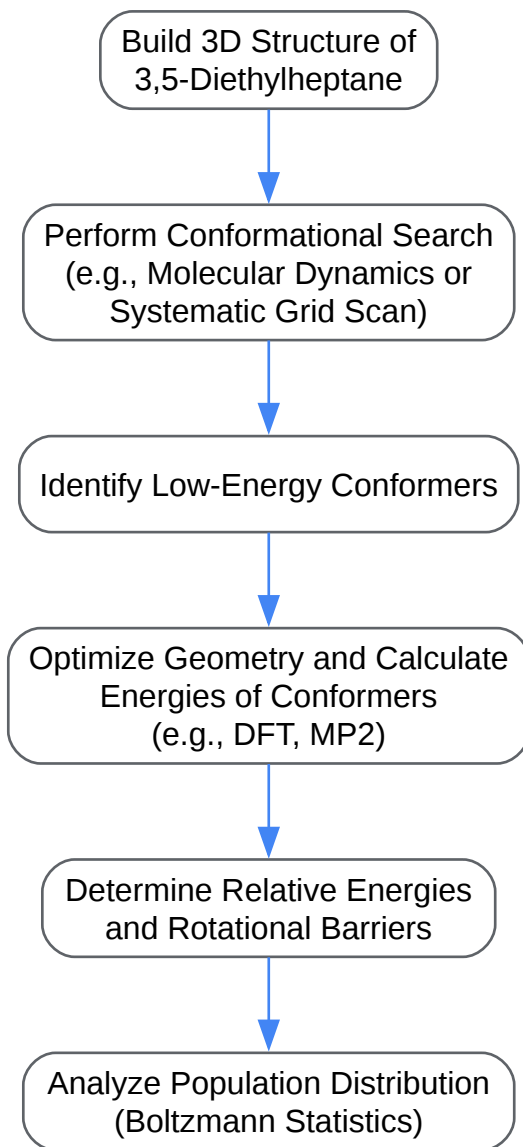 Build 3D Structure of
3,5-Diethylheptane
Perform Conformational Search
(e.g., Molecular Dynamics or
Systematic Grid Scan)
Identify Low-Energy Conformers
Optimize Geometry and Calculate
Energies of Conformers
(e.g., DFT, MP2)
Determine Relative Energies
and Rotational Barriers
Analyze Population Distribution
(Boltzmann Statistics)